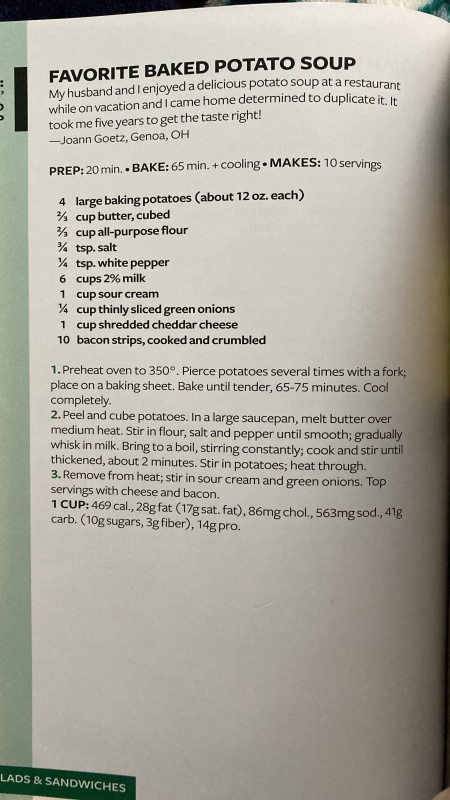 FAVORITE BAKED POTATO SOUP
My husband and I enjoyed a delicious potato soup at a restaurant
while on vacation and I came home determined to duplicate it. It
took me five years to get the taste right!
—Joann Goetz, Genoa, OH
PREP: 20 min. • BAKE: 65 min. + cooling • MAKES: 10 servings
4 large baking potatoes (about 12 oz. each)
⅔ cup butter, cubed
⅔ cup all-purpose flour
¾ tsp. salt
¼ tsp. white pepper
6 cups 2% milk
1 cup sour cream
¼ cup thinly sliced green onions
1 cup shredded cheddar cheese
10 bacon strips, cooked and crumbled
1. Preheat oven to 350°. Pierce potatoes several times with a fork;
place on a baking sheet. Bake until tender, 65-75 minutes. Cool
completely.
2. Peel and cube potatoes. In a large saucepan, melt butter over
medium heat. Stir in flour, salt and pepper until smooth; gradually
whisk in milk. Bring to a boil, stirring constantly; cook and stir until
thickened, about 2 minutes. Stir in potatoes; heat through.
3. Remove from heat; stir in sour cream and green onions. Top
servings with cheese and bacon.
1 CUP: 469 cal., 28g fat (17g sat. fat), 86mg chol., 563mg sod., 41g
carb. (10g sugars, 3g fiber), 14g pro.
LADS & SANDWICHES